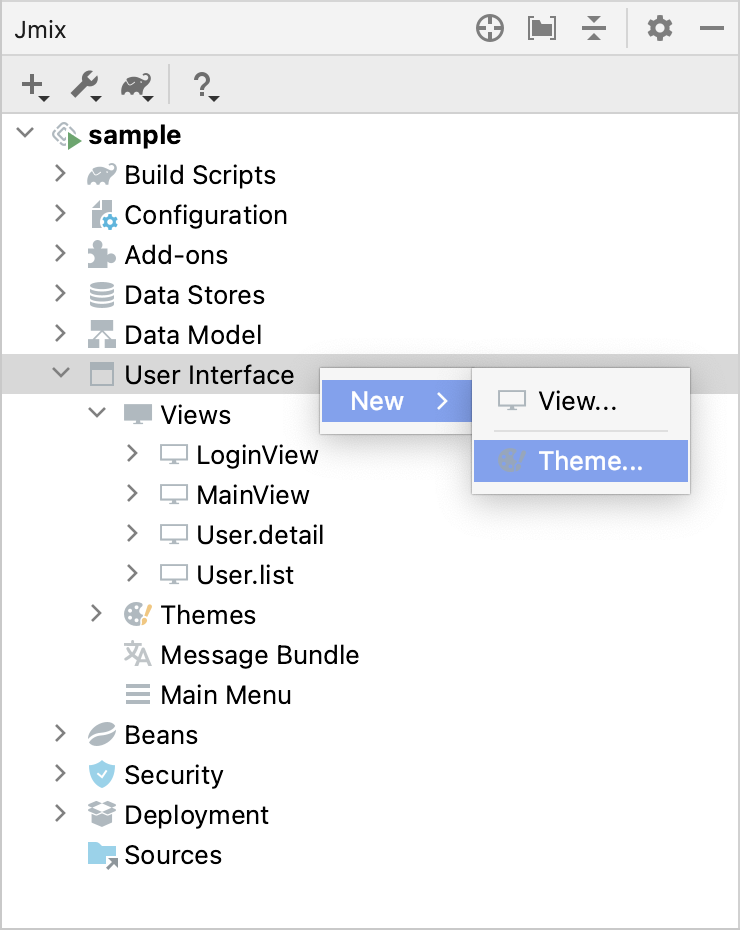 Jmix
?
sample
Build Scripts
Configuration
Add-ons
Data Stores
Data Model
User Interface
New
View...
Theme...
Views
LoginView
MainView
User.detail
User.list
Themes
Message Bundle
Main Menu
Beans
Security
Deployment
Sources